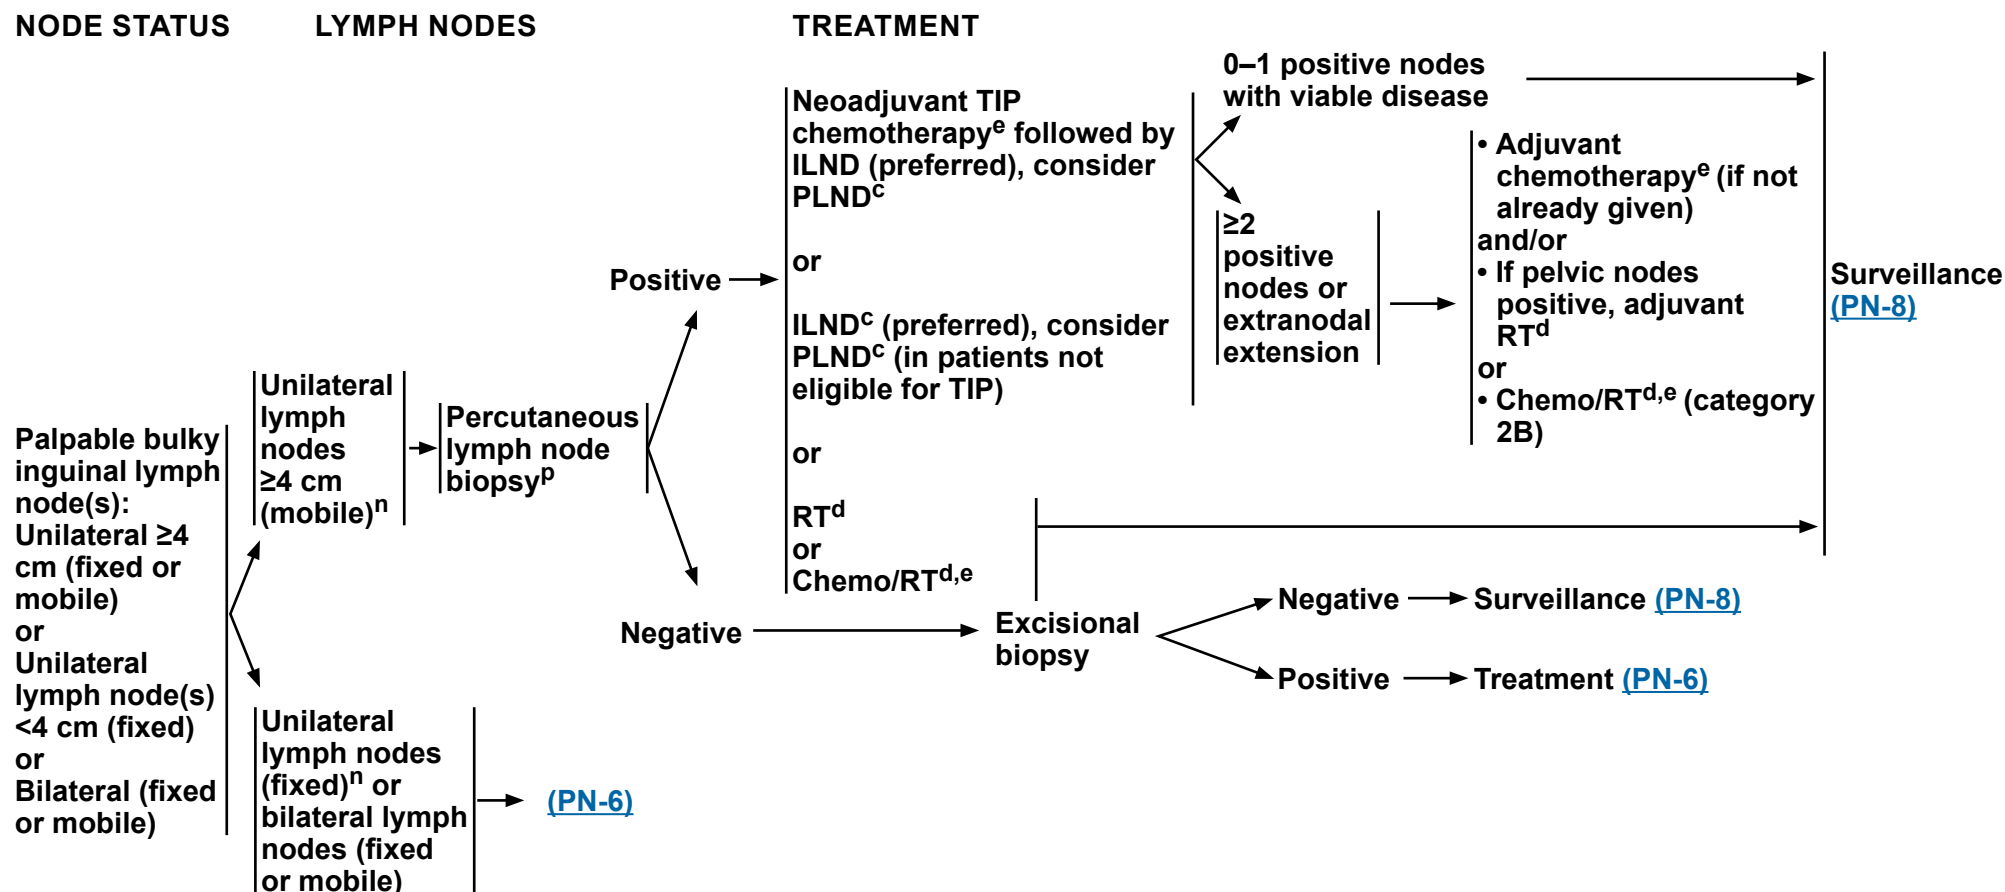 NODE STATUS
LYMPH NODES
TREATMENT
Palpable bulky
inguinal lymph
node(s):
Unilateral ≥4
cm (fixed or
mobile)
or
Unilateral
lymph node(s)
<4 cm (fixed)
or
Bilateral (fixed
or mobile)
Unilateral
lymph
nodes
≥4 cm
(mobile)n
Percutaneous
lymph node
biopsyp
Positive
Neoadjuvant TIP
chemotherapye followed by
ILND (preferred), consider
PLNDc
or
ILNDc (preferred), consider
PLNDc (in patients not
eligible for TIP)
or
RTd
or
Chemo/RTd,e
0–1 positive nodes
with viable disease
≥2
positive
nodes or
extranodal
extension
• Adjuvant
chemotherapye (if not
already given)
and/or
• If pelvic nodes
positive, adjuvant
RTd
or
• Chemo/RTd,e (category
2B)
Surveillance
(PN-8)
Negative
Excisional
biopsy
Negative
Surveillance (PN-8)
Positive
Treatment (PN-6)
Unilateral
lymph nodes
(fixed)n or
bilateral lymph
nodes (fixed
or mobile)
(PN-6)